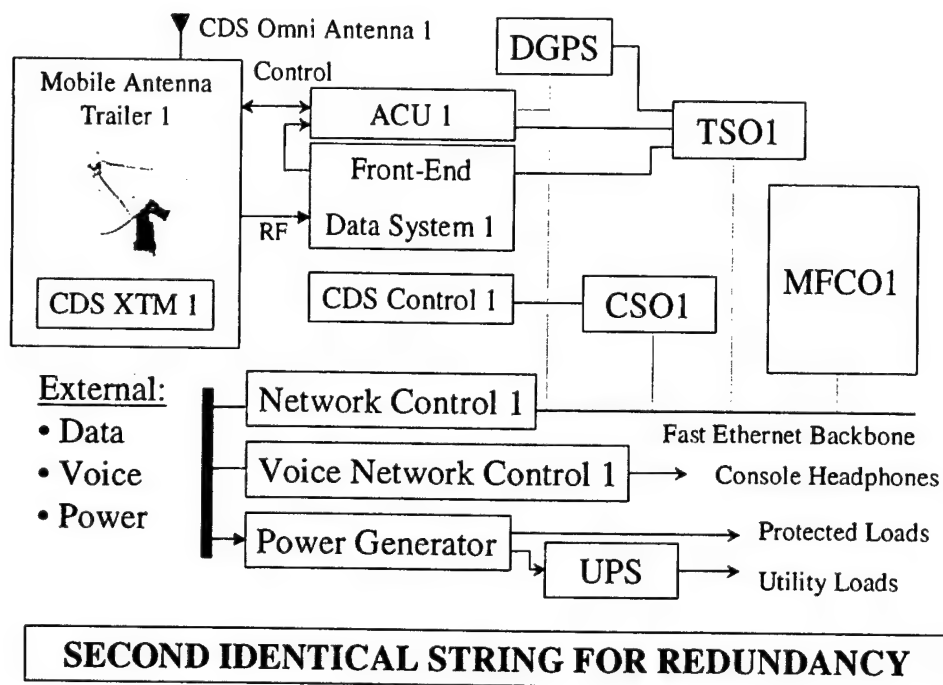 CDS Omni Antenna 1
Mobile Antenna
Trailer 1
CDS XTM 1
Control
RF
ACU 1
Front-End
Data System 1
DGPS
TSO1
CDS Control 1
CSO1
MFCO1
External:
• Data
• Voice
• Power
Network Control 1
Fast Ethernet Backbone
Voice Network Control 1
Console Headphones
Power Generator
Protected Loads
UPS
Utility Loads
SECOND IDENTICAL STRING FOR REDUNDANCY